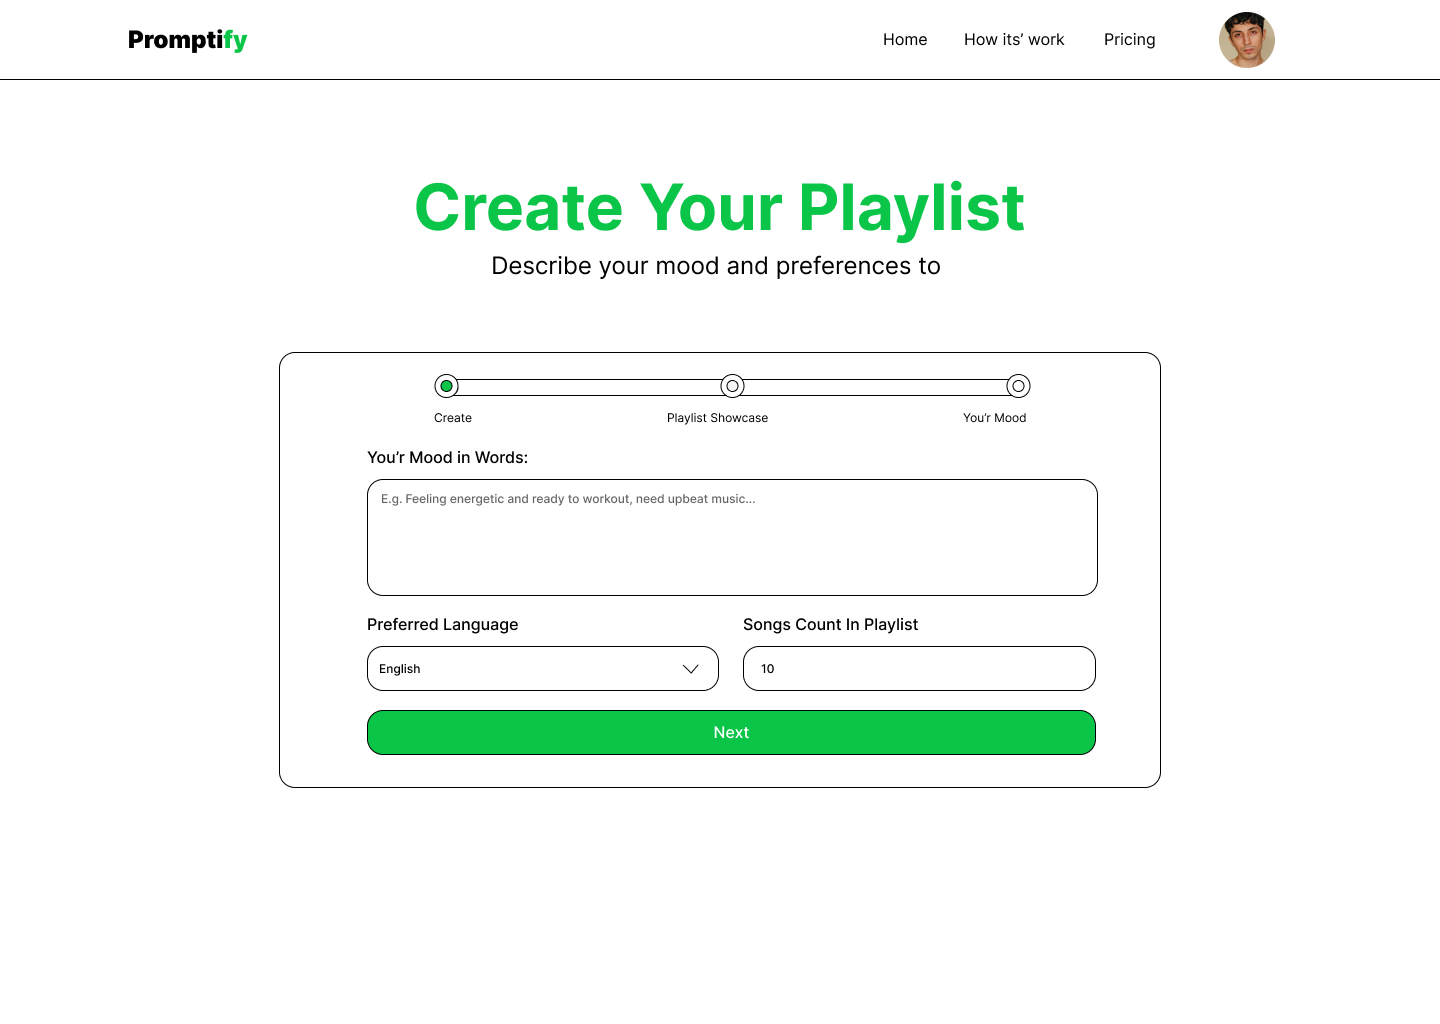 Promptify
Home How its’ work Pricing
Create Your Playlist
Describe your mood and preferences to
Create Playlist Showcase You’r Mood
You’r Mood in Words:
E.g. Feeling energetic and ready to workout, need upbeat music...
Preferred Language Songs Count In Playlist
English 10
Next